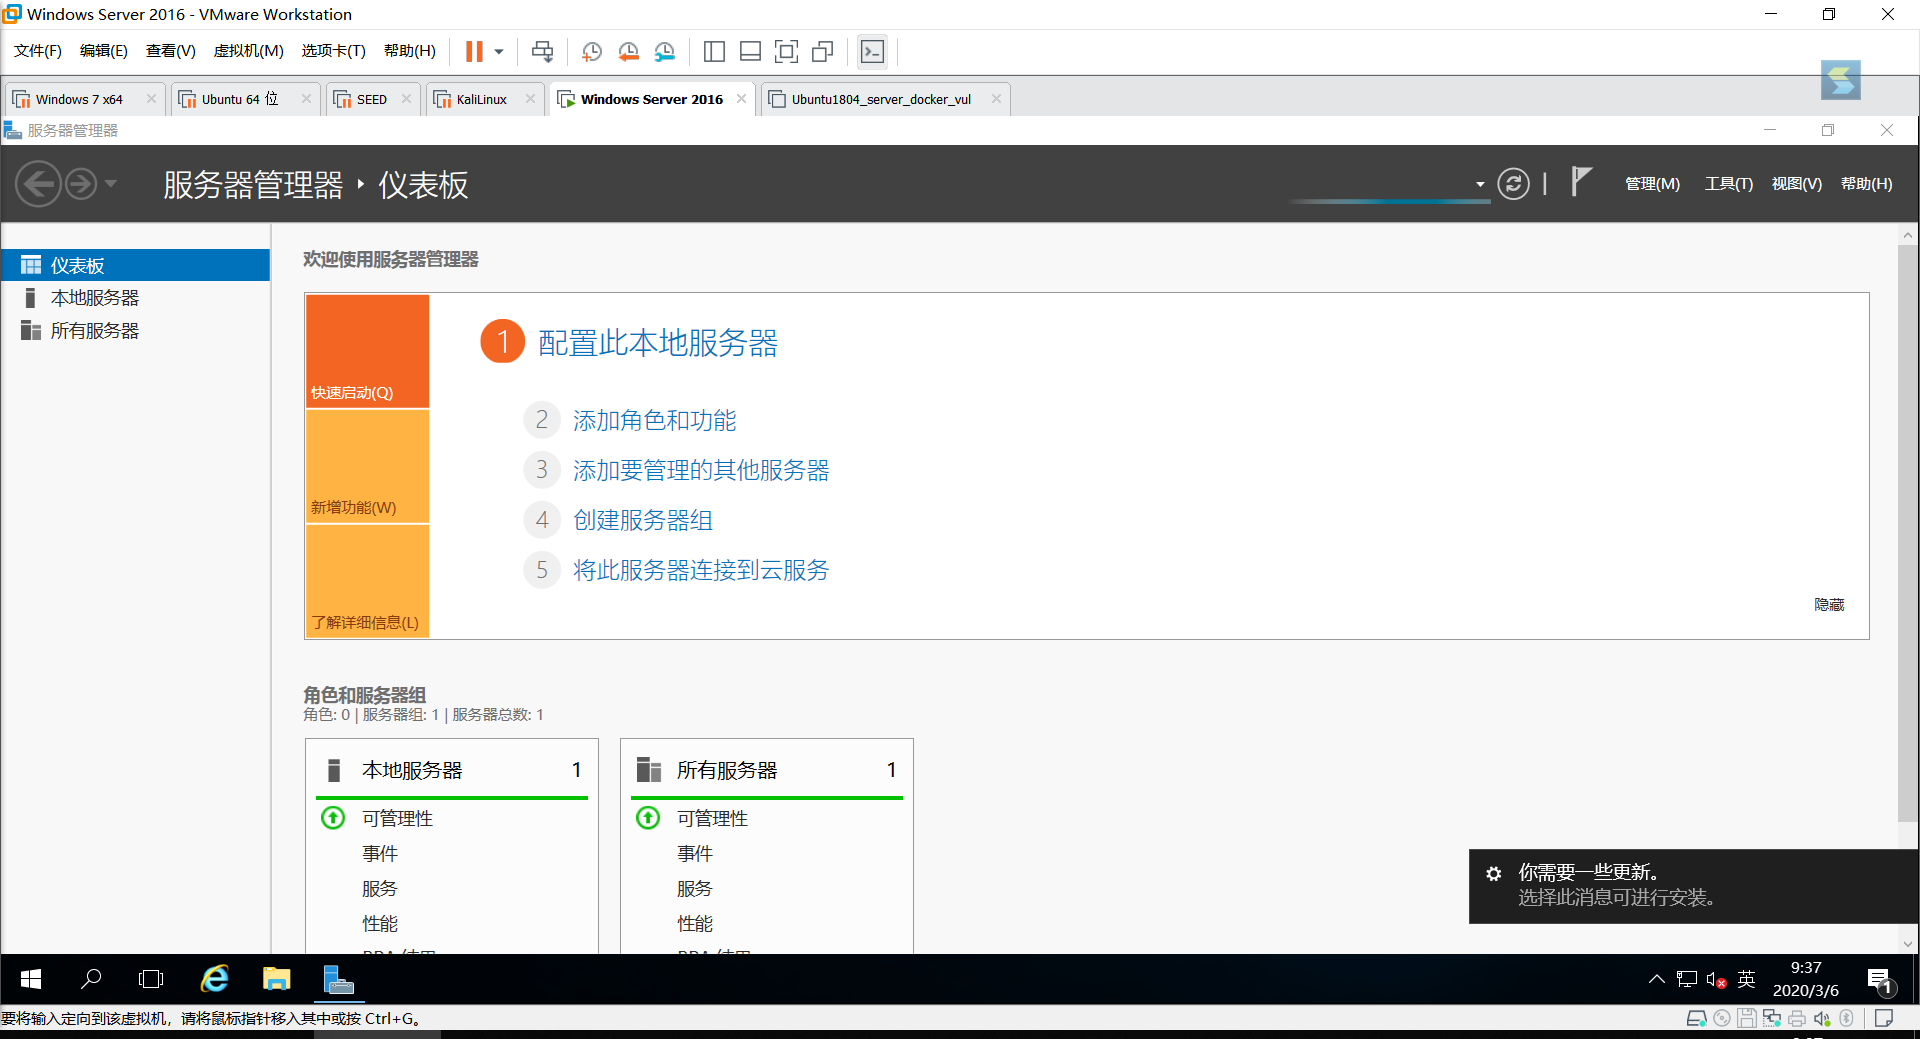 Windows Server 2016 - VMware Workstation
文件(F) 编辑(E) 查看(V) 虚拟机(M) 选项卡(T) 帮助(H)
Windows 7 x64 Ubuntu 64 位 SEED KaliLinux Windows Server 2016 Ubuntu1804_server_docker_vul
服务器管理器
服务器管理器 仪表板 管理(M) 工具(T) 视图(V) 帮助(H)
仪表板
本地服务器
所有服务器
欢迎使用服务器管理器
快速启动(Q)
新增功能(W)
了解详细信息(L)
1 配置此本地服务器
2 添加角色和功能
3 添加要管理的其他服务器
4 创建服务器组
5 将此服务器连接到云服务
隐藏
角色和服务器组
角色: 0 | 服务器组: 1 | 服务器总数: 1
本地服务器 1
可管理性
事件
服务
性能
所有服务器 1
可管理性
事件
服务
性能
你需要一些更新。
选择此消息可进行安装。
英
9:37
2020/3/6
1
要将输入定向到该虚拟机，请将鼠标指针移入其中或按 Ctrl+G。